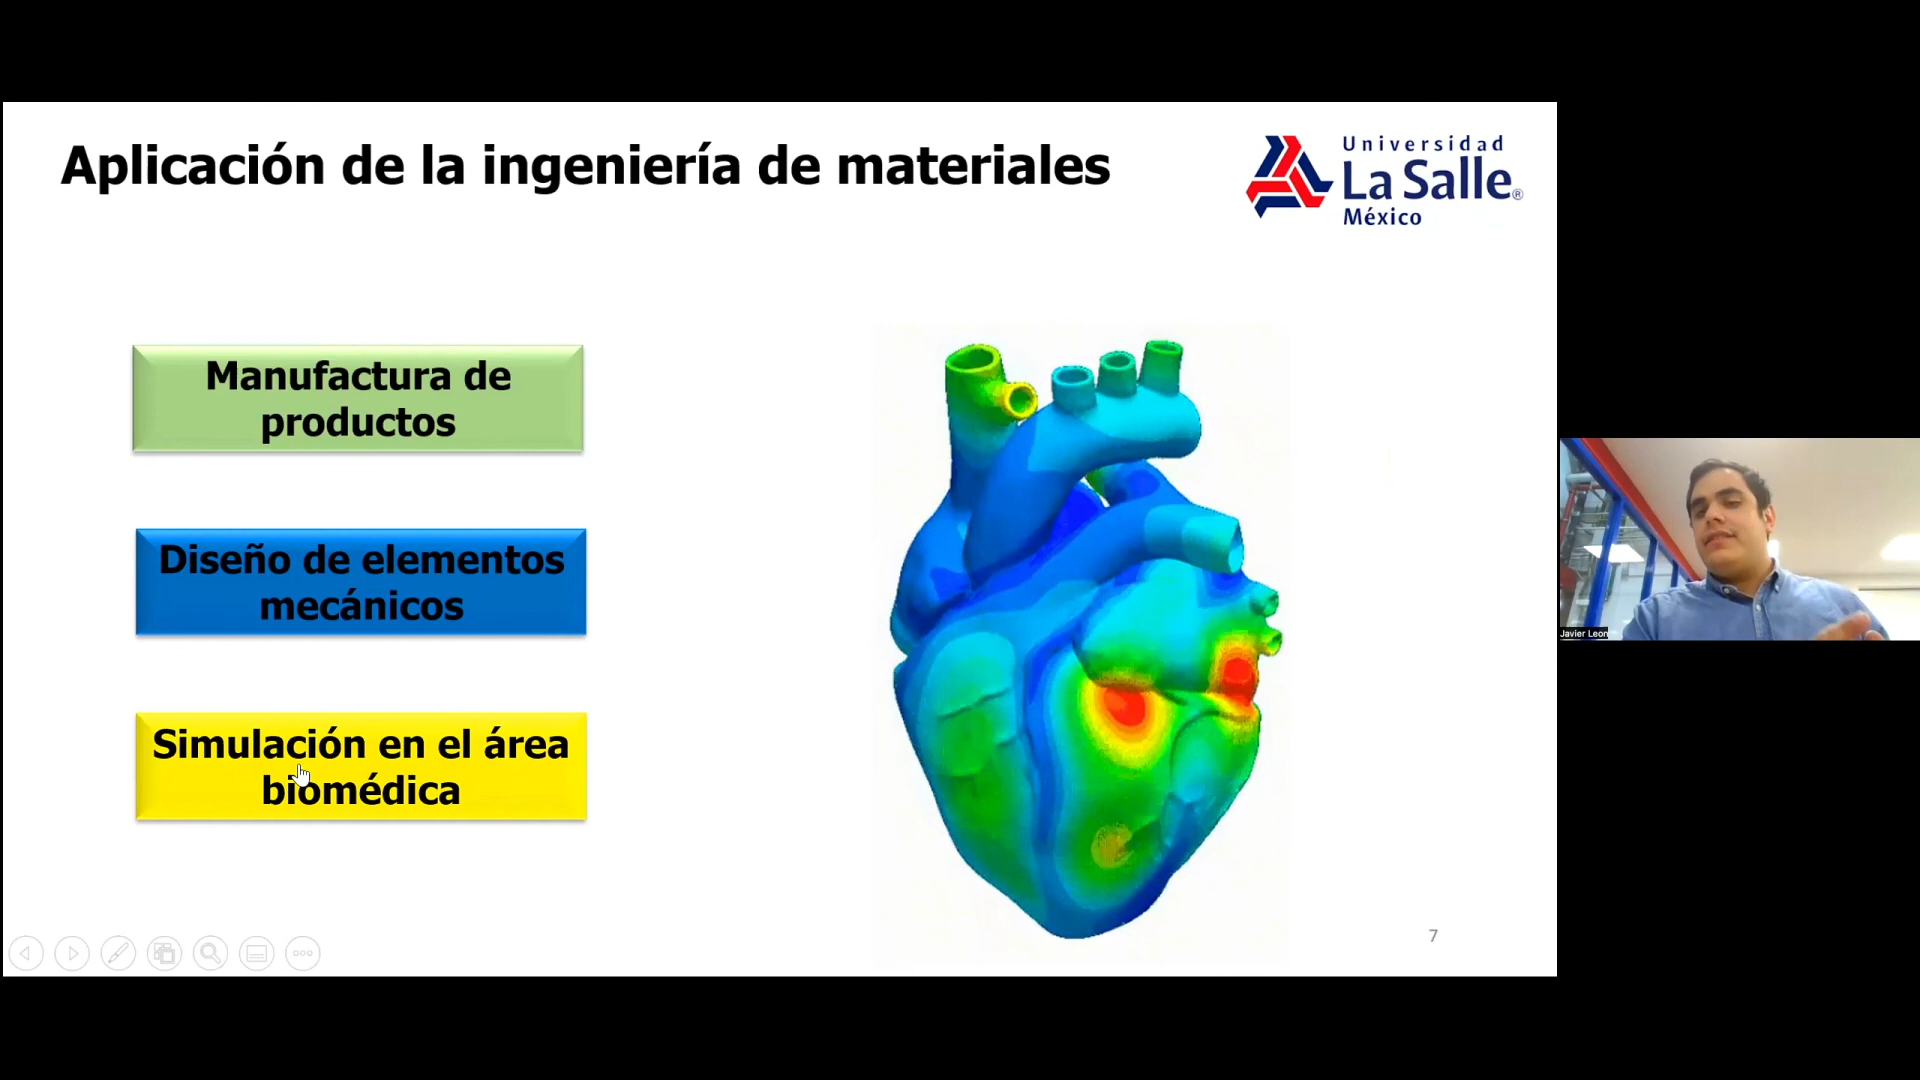 Aplicación de la ingeniería de materiales
Universidad
La Salle®
México
Manufactura de
productos
Diseño de elementos
mecánicos
Simulación en el área
biomédica
Javier Leon
7